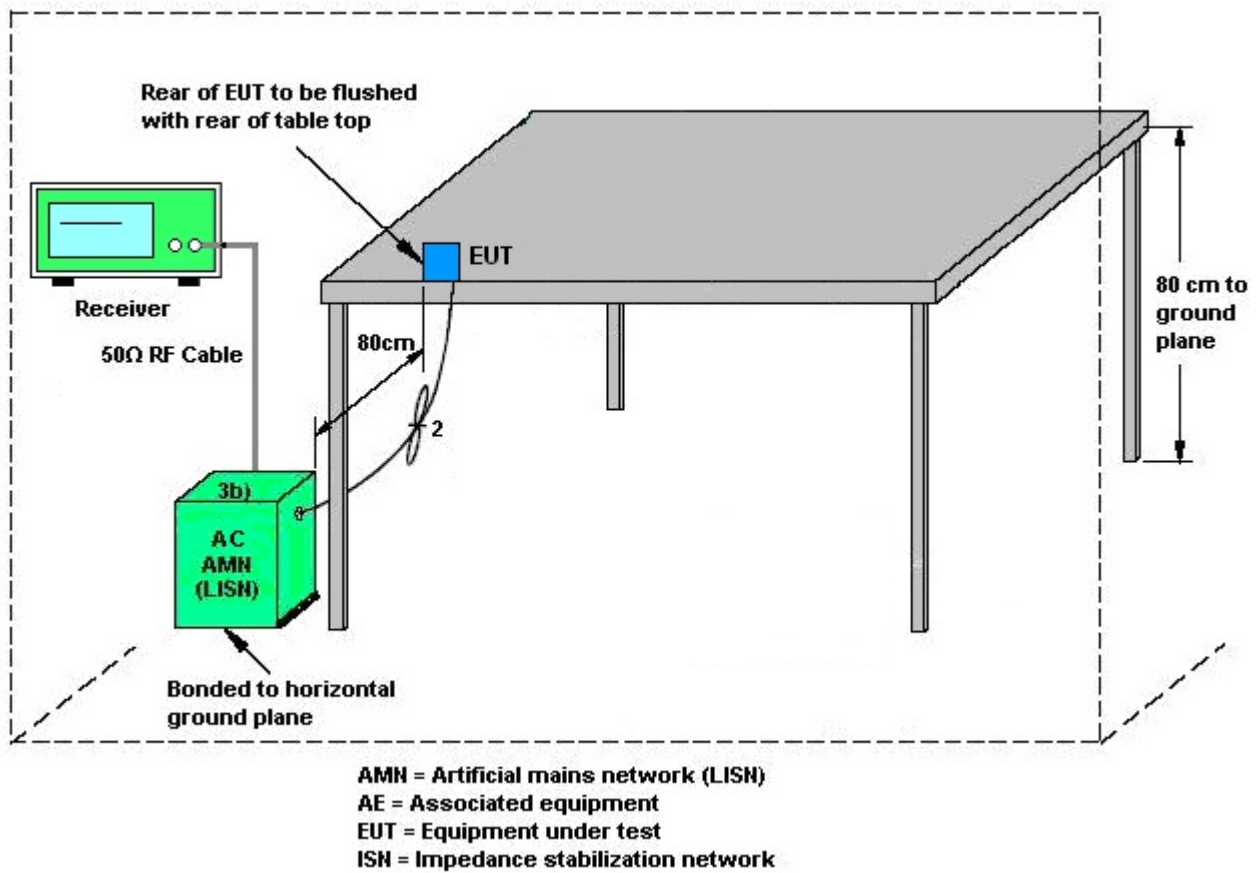 Rear of EUT to be flushed
with rear of table top
EUT
Receiver
50Ω RF Cable
80cm
80 cm to
ground
plane
2
3b)
AC
AMN
(LISN)
Bonded to horizontal
ground plane
AMN = Artificial mains network (LISN)
AE = Associated equipment
EUT = Equipment under test
ISN = Impedance stabilization network